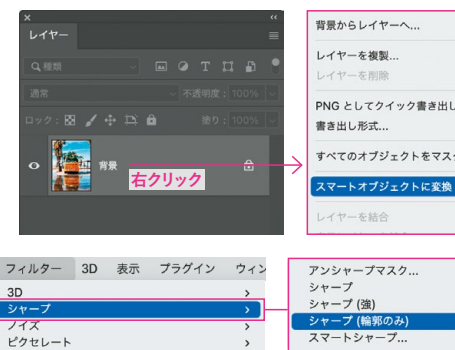 レイヤー
種類
通常
不透明度： 100%
ロック：
塗り： 100%
背景
右クリック
背景からレイヤーへ...
レイヤーを複製...
レイヤーを削除
PNG としてクイック書き出し
書き出し形式...
すべてのオブジェクトをマスク
スマートオブジェクトに変換
レイヤーを結合
フィルター 3D 表示 プラグイン ウィン
3D
シャープ
ノイズ
ピクセレート
アンシャープマスク...
シャープ
シャープ (強)
シャープ (輪郭のみ)
スマートシャープ...